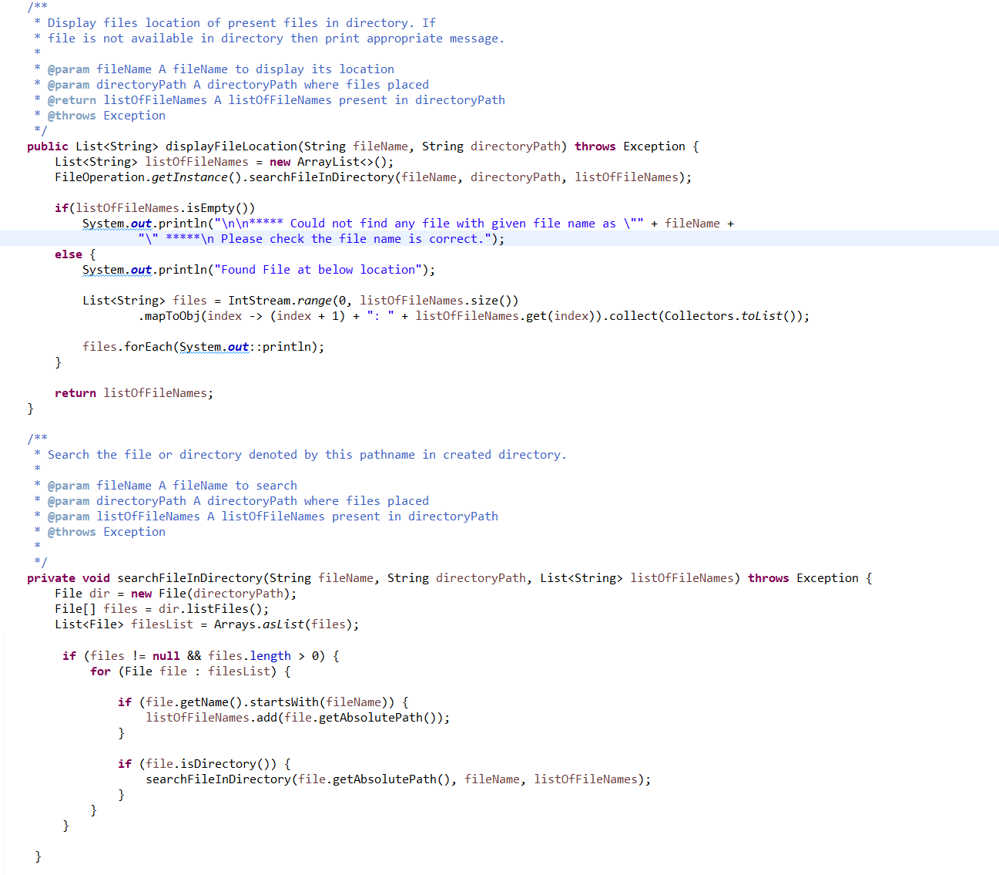 /**
 * Display files location of present files in directory. If
 * file is not available in directory then print appropriate message.
 *
 * @param fileName A fileName to display its location
 * @param directoryPath A directoryPath where files placed
 * @return listOfFileNames A listOfFileNames present in directoryPath
 * @throws Exception
 */
public List<String> displayFileLocation(String fileName, String directoryPath) throws Exception {
    List<String> listOfFileNames = new ArrayList<>();
    FileOperation.getInstance().searchFileInDirectory(fileName, directoryPath, listOfFileNames);

    if(listOfFileNames.isEmpty())
        System.out.println("\n\n***** Could not find any file with given file name as \"" + fileName +
                "\" *****\n Please check the file name is correct.");
    else {
        System.out.println("Found File at below location");

        List<String> files = IntStream.range(0, listOfFileNames.size())
                .mapToObj(index -> (index + 1) + ": " + listOfFileNames.get(index)).collect(Collectors.toList());

        files.forEach(System.out::println);
    }

    return listOfFileNames;
}

/**
 * Search the file or directory denoted by this pathname in created directory.
 *
 * @param fileName A fileName to search
 * @param directoryPath A directoryPath where files placed
 * @param listOfFileNames A listOfFileNames present in directoryPath
 * @throws Exception
 *
 */
private void searchFileInDirectory(String fileName, String directoryPath, List<String> listOfFileNames) throws Exception {
    File dir = new File(directoryPath);
    File[] files = dir.listFiles();
    List<File> filesList = Arrays.asList(files);

     if (files != null && files.length > 0) {
         for (File file : filesList) {

             if (file.getName().startsWith(fileName)) {
                 listOfFileNames.add(file.getAbsolutePath());
             }

             if (file.isDirectory()) {
                 searchFileInDirectory(file.getAbsolutePath(), fileName, listOfFileNames);
             }
         }
     }

 }